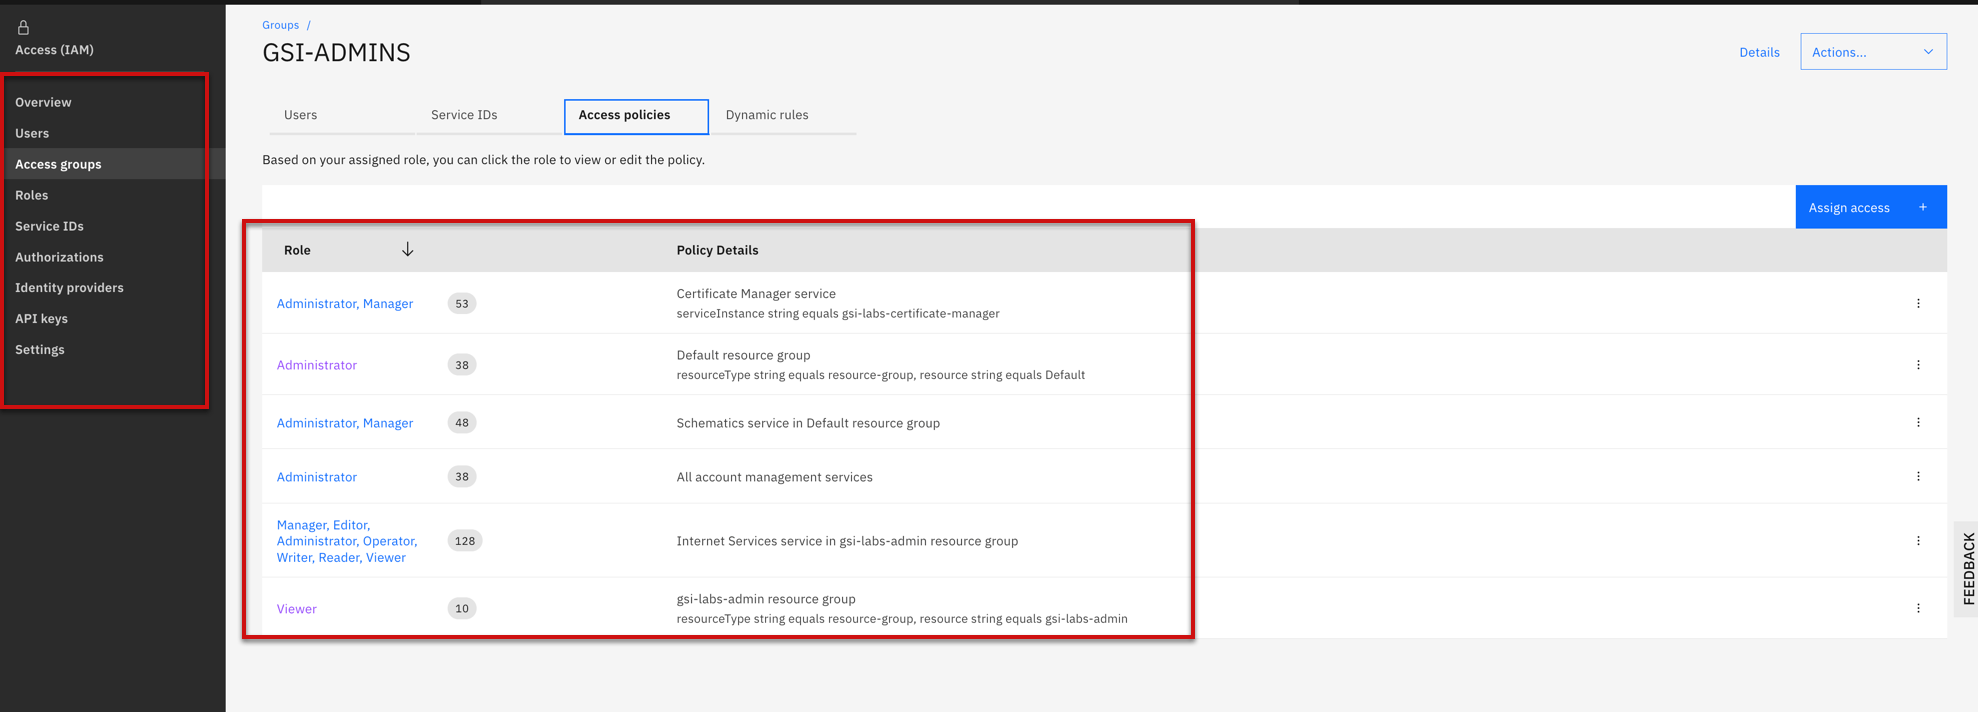 Access (IAM)
Overview
Users
Access groups
Roles
Service IDs
Authorizations
Identity providers
API keys
Settings
Groups /
GSI-ADMINS
Details
Actions...
Users
Service IDs
Access policies
Dynamic rules
Based on your assigned role, you can click the role to view or edit the policy.
Assign access +
Role
Policy Details
Administrator, Manager
53
Certificate Manager service
serviceInstance string equals gsi-labs-certificate-manager
Administrator
38
Default resource group
resourceType string equals resource-group, resource string equals Default
Administrator, Manager
48
Schematics service in Default resource group
Administrator
38
All account management services
Manager, Editor,
Administrator, Operator,
Writer, Reader, Viewer
128
Internet Services service in gsi-labs-admin resource group
Viewer
10
gsi-labs-admin resource group
resourceType string equals resource-group, resource string equals gsi-labs-admin
FEEDBACK